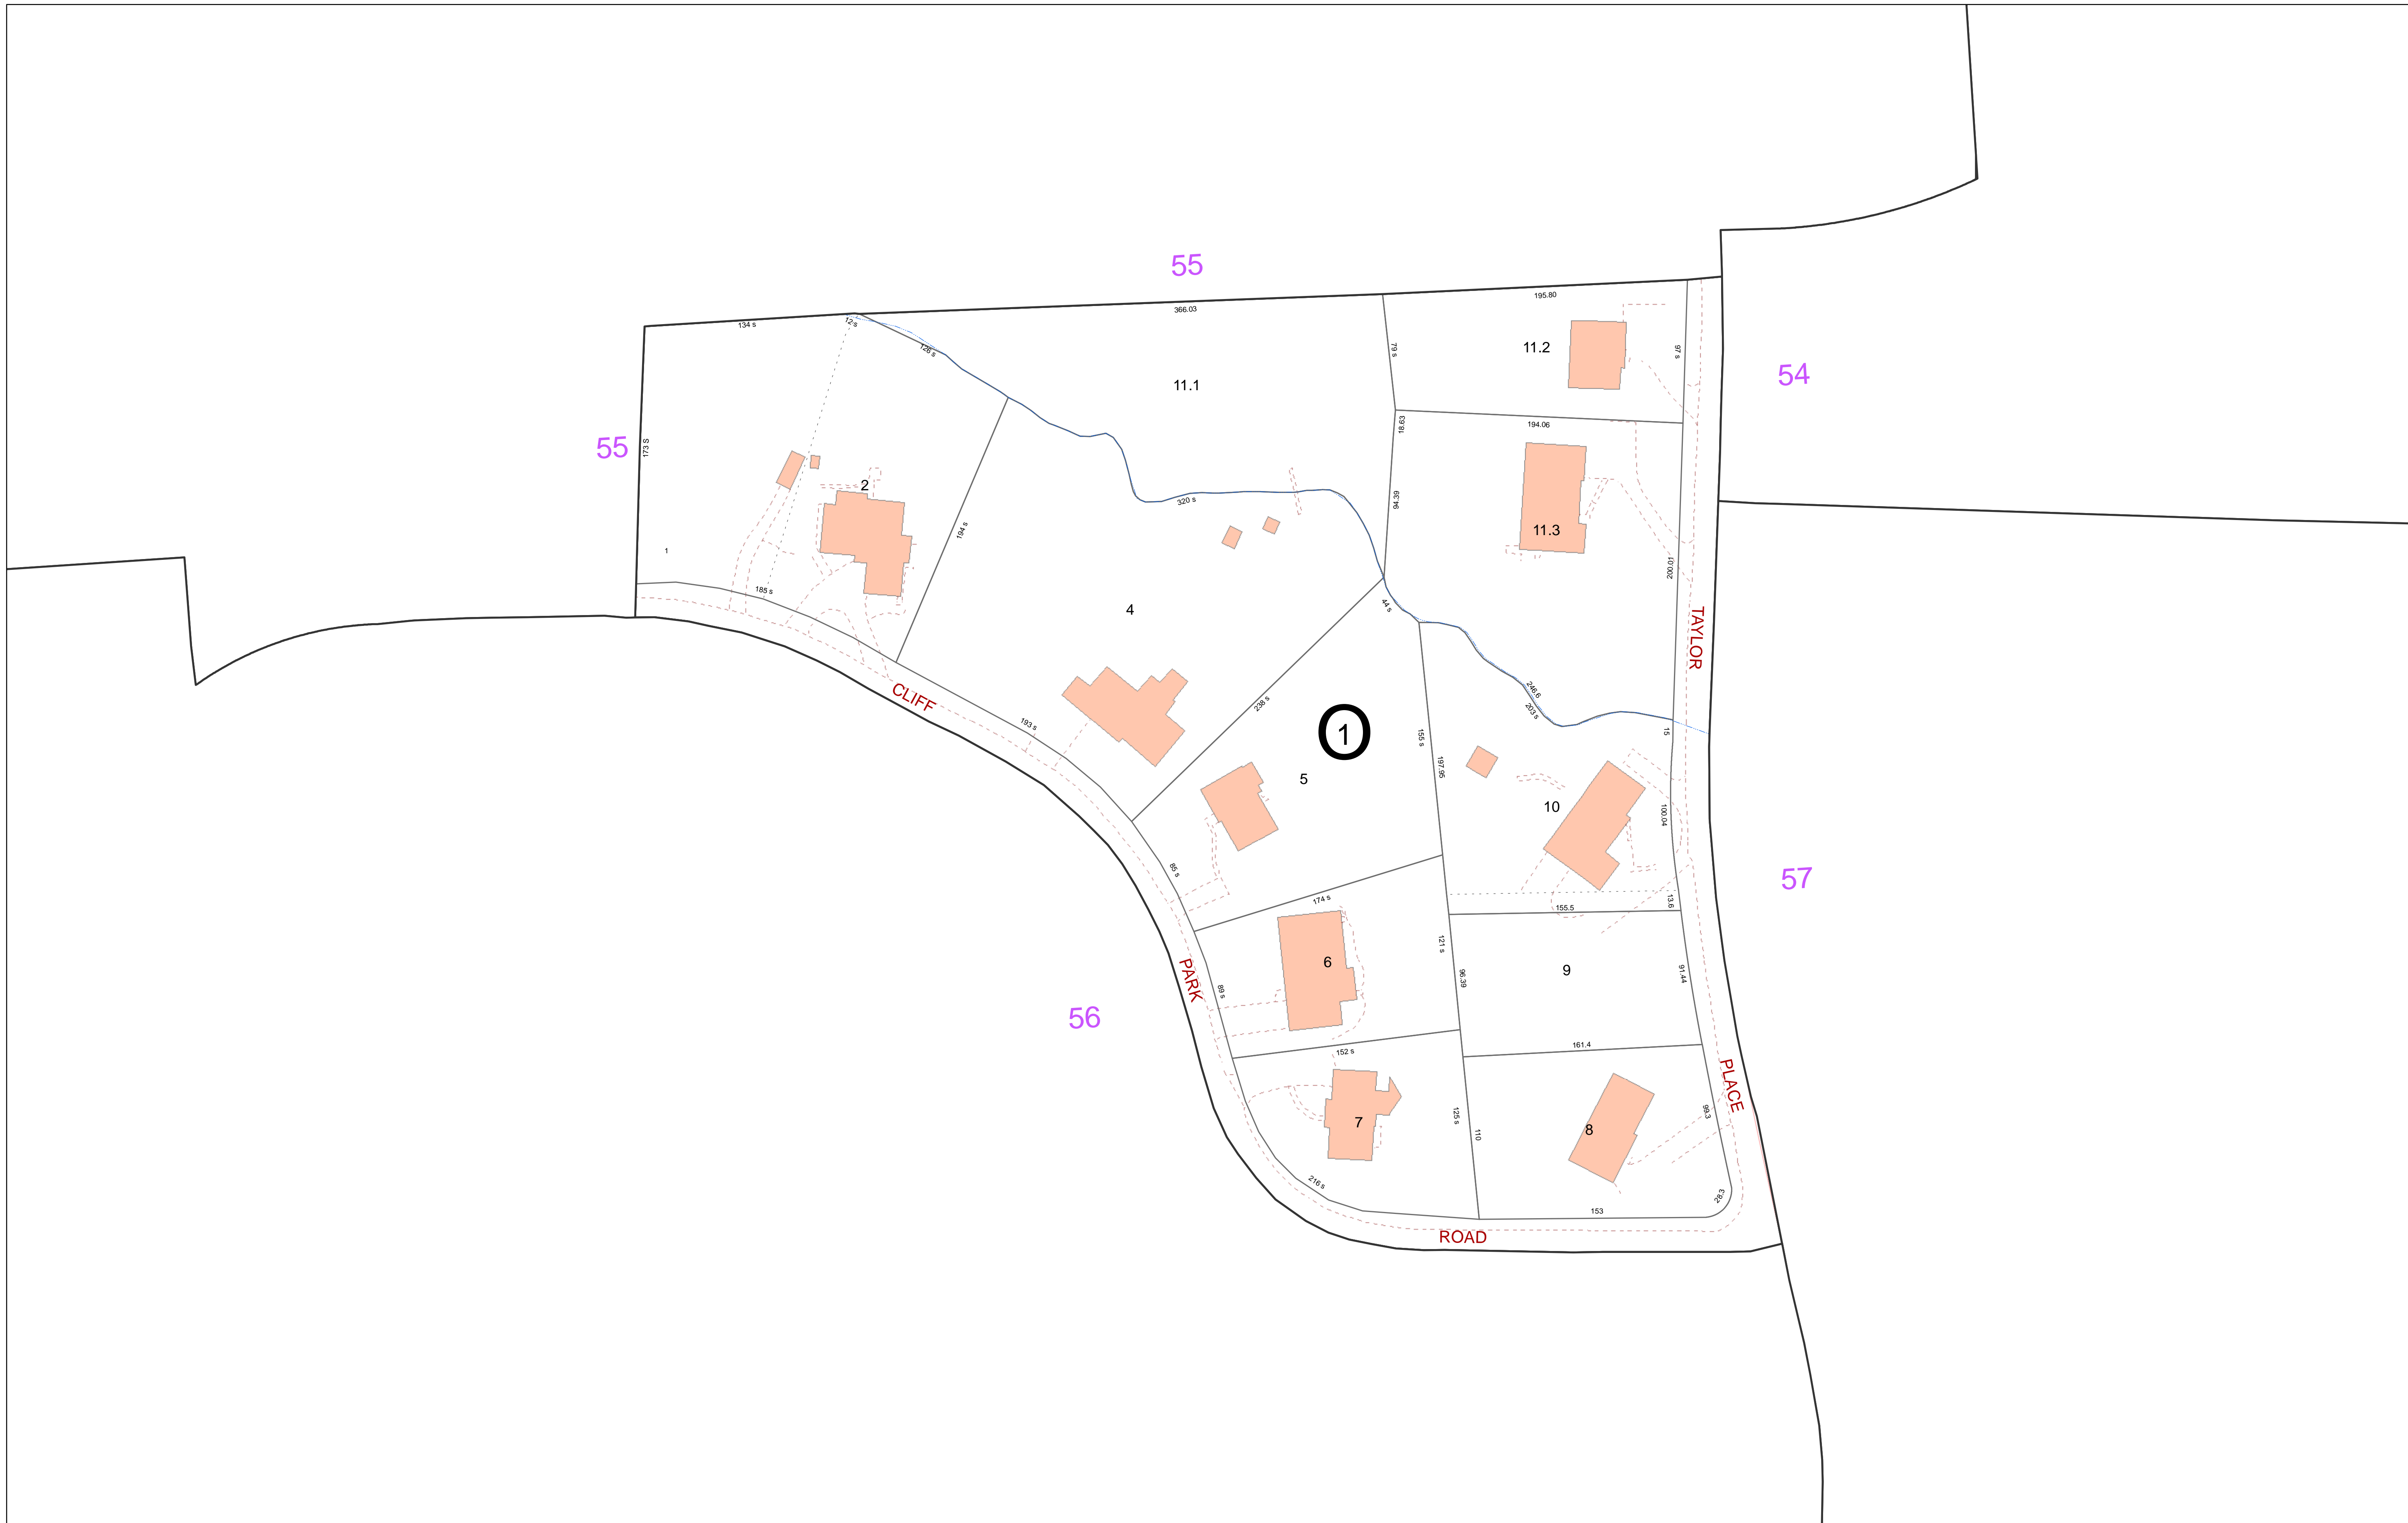 55
366.03
195.80
134 s
12 s
126 s
79 s
11.2
97 s
54
11.1
18.63
194.06
55
173 S
2
320 s
94.39
11.3
194 s
1
185 s
200.01
4
44 s
TAYLOR
CLIFF
193 s
238 s
246.6
203 s
1
155 s
197.95
15
5
10
100.04
85 s
57
174 s
155.5
13.6
121 s
6
96.39
9
91.44
PARK
89 s
56
152 s
161.4
PLACE
7
125 s
110
8
99.3
216 s
153
28.3
ROAD